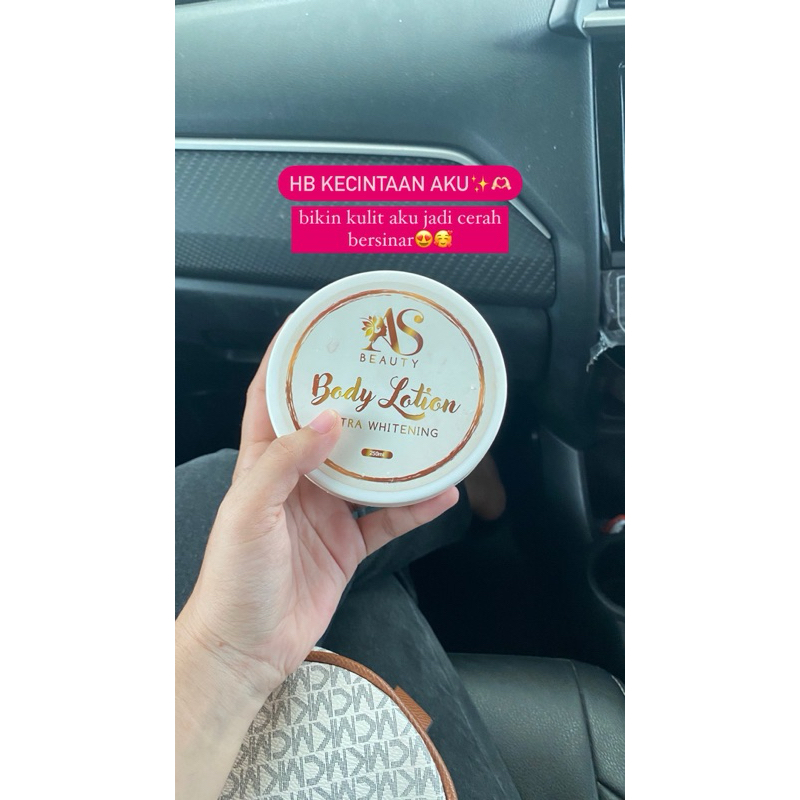 HB KECINTAAN AKU✨🫶
bikin kulit aku jadi cerah
bersinar😍🥰
AS
BEAUTY
Body Lotion
TRA WHITENING
250ml